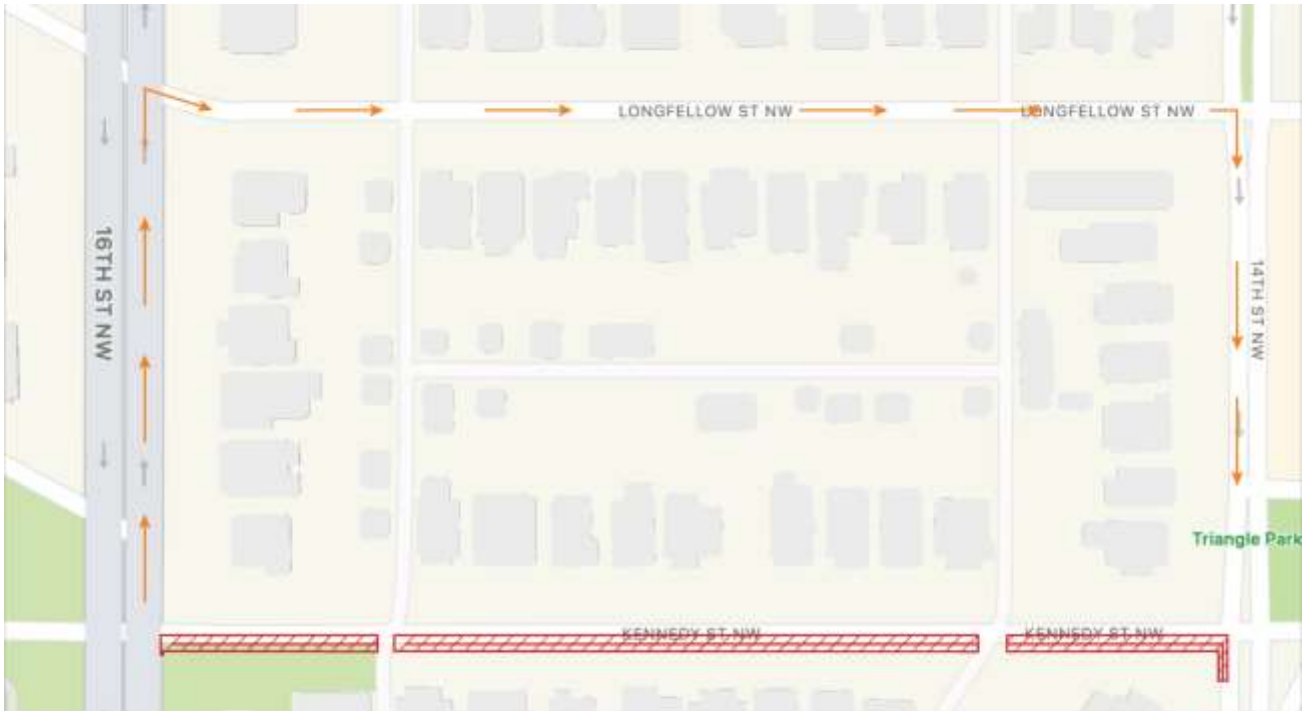 LONGFELLOW ST NW
LONGFELLOW ST NW
16TH ST NW
14TH ST NW
Triangle Park
KENNEDY ST NW
KENNEDY ST NW